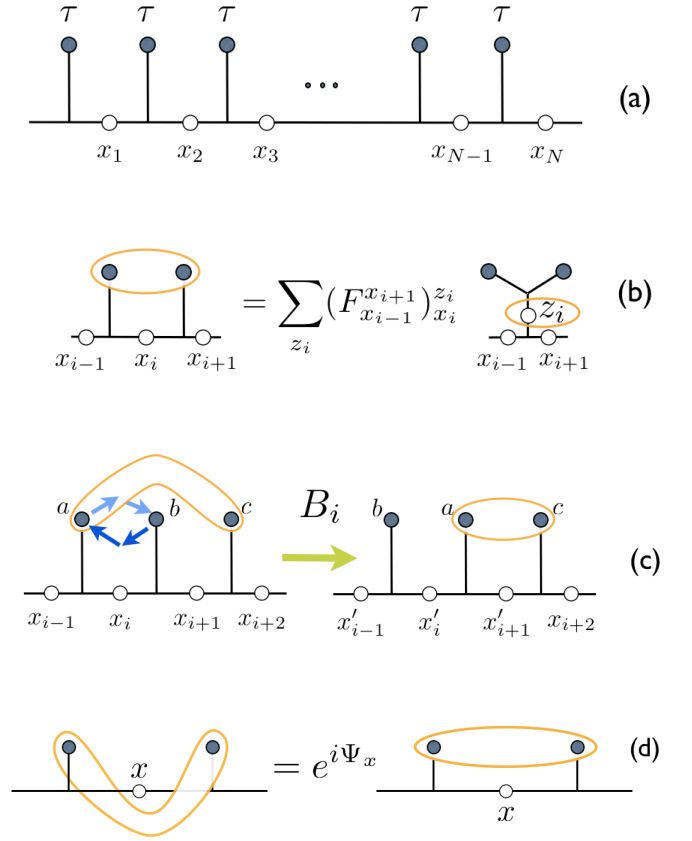 τ τ τ τ τ
... (a)
x_1 x_2 x_3 x_{N−1} x_N
= ∑_{z_i} (F^{x_{i+1}}_{x_{i−1}})^{z_i}_{x_i} z_i (b)
x_{i−1} x_i x_{i+1} x_{i−1} x_{i+1}
a b c B_i b a c
(c)
x_{i−1} x_i x_{i+1} x_{i+2} x'_{i−1} x'_i x'_{i+1} x_{i+2}
x = e^{iΨ_x} (d)
x